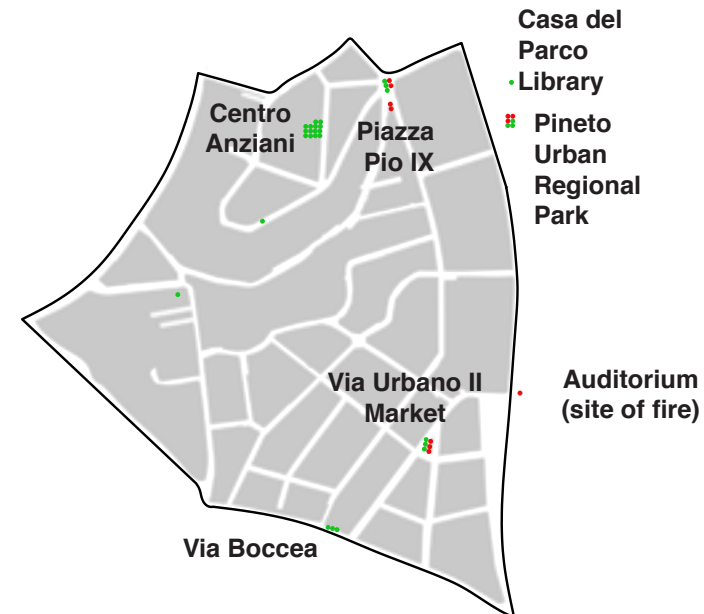 Casa del
Parco
Library
Pineto
Urban
Regional
Park
Centro
Anziani
Piazza
Pio IX
Via Urbano II
Market
Auditorium
(site of fire)
Via Boccea